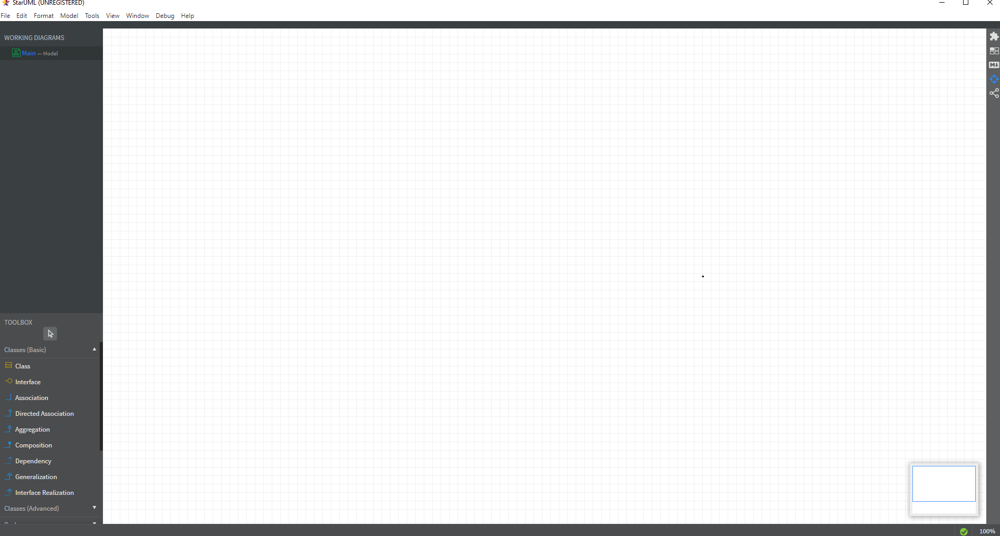 StarUML (UNREGISTERED)
File Edit Format Model Tools View Window Debug Help
WORKING DIAGRAMS
Main — Model
TOOLBOX
Classes (Basic)
Class
Interface
Association
Directed Association
Aggregation
Composition
Dependency
Generalization
Interface Realization
Classes (Advanced)
100%